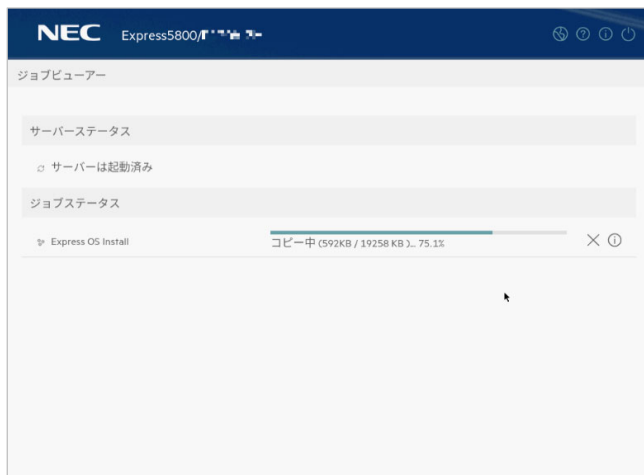 NEC Express5800/
ジョブビューアー
サーバーステータス
サーバーは起動済み
ジョブステータス
Express OS Install
コピー中 (592KB / 19258 KB )... 75.1%